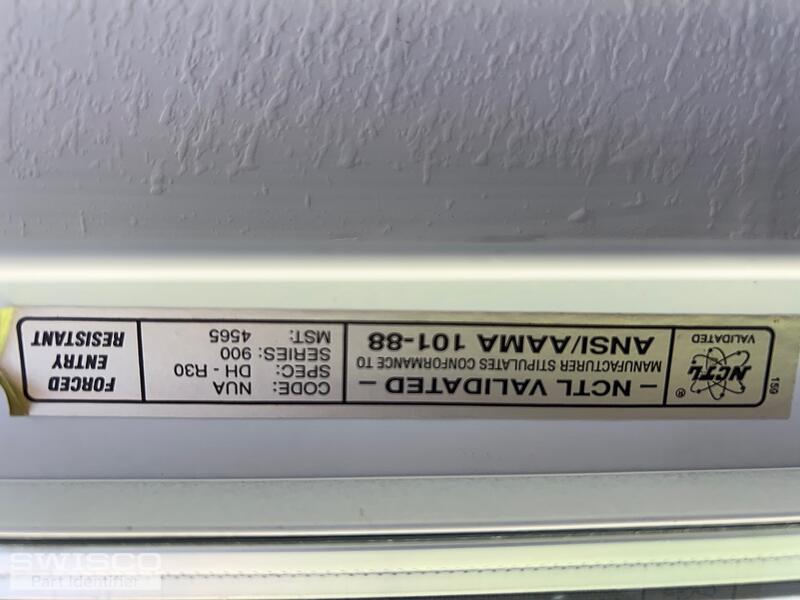 159
NCTL®
VALIDATED
– NCTL VALIDATED –
MANUFACTURER STIPULATES CONFORMANCE TO
ANSI/AAMA 101-88
CODE: NUA
SPEC: DH - R30
SERIES: 900
MST: 4565
FORCED
ENTRY
RESISTANT
SWISCO
Part Identifier